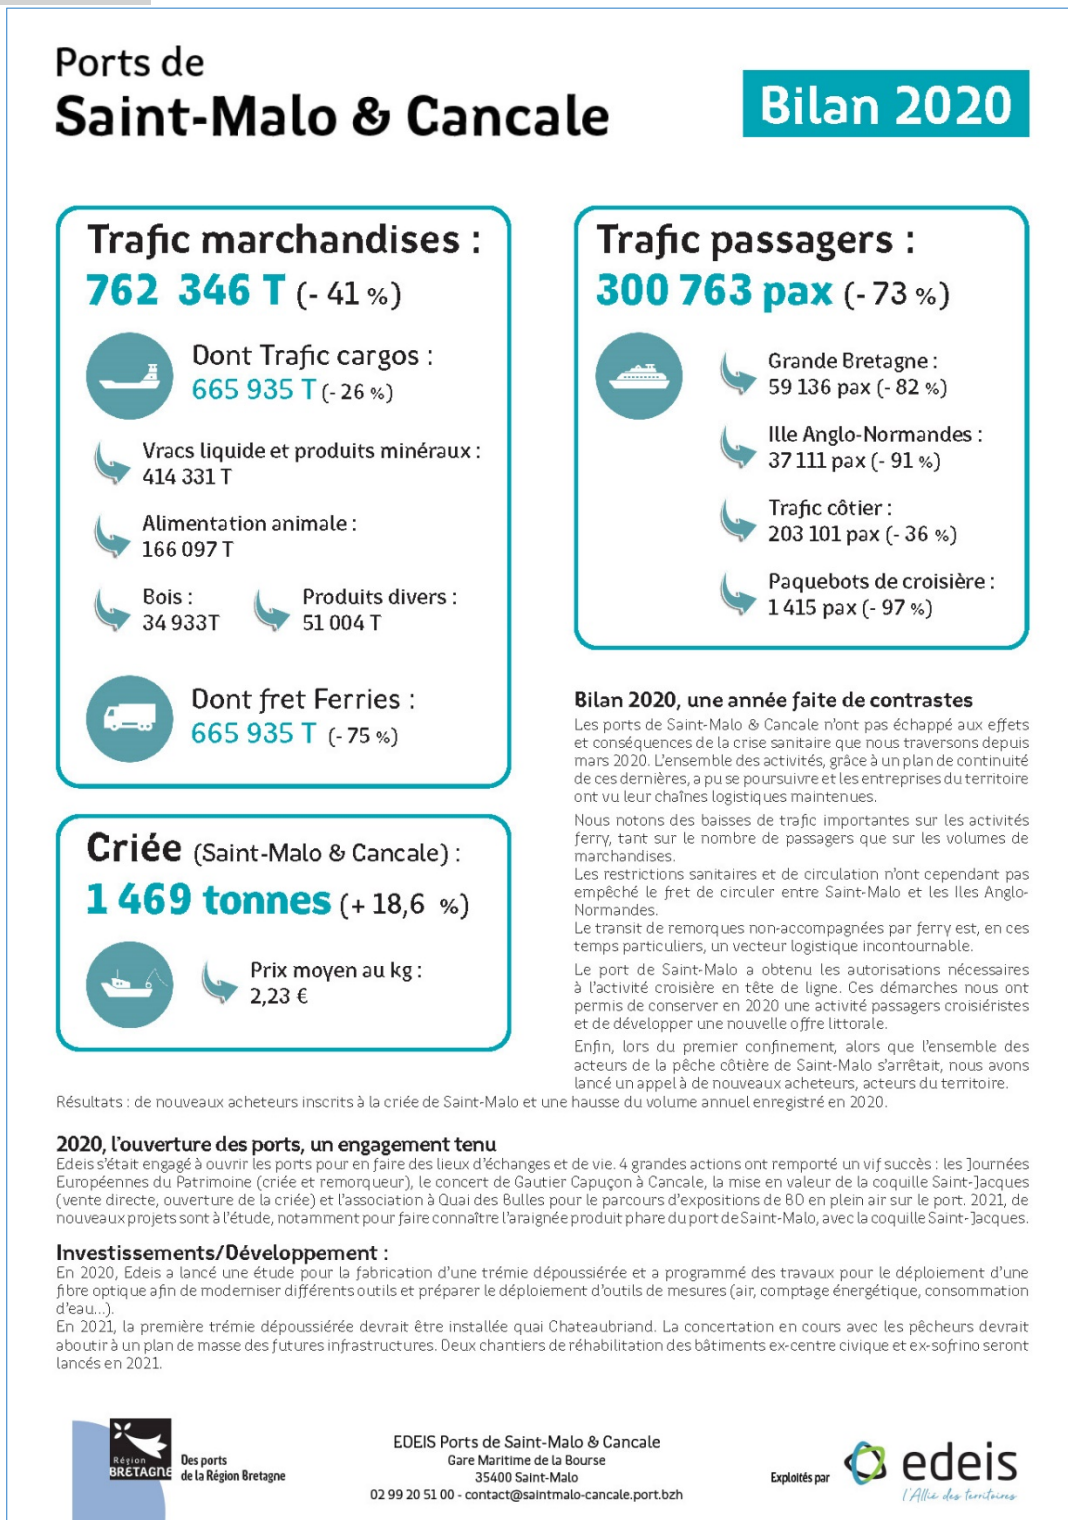 Ports de
Saint-Malo & Cancale
Bilan 2020
Trafic marchandises :
762 346 T (- 41 %)
Dont Trafic cargos :
665 935 T (- 26 %)
Vracs liquide et produits minéraux :
414 331 T
Alimentation animale :
166 097 T
Bois :
34 933T
Produits divers :
51 004 T
Dont fret Ferries :
665 935 T (- 75 %)
Criée (Saint-Malo & Cancale) :
1 469 tonnes (+ 18,6 %)
Prix moyen au kg :
2,23 €
Trafic passagers :
300 763 pax (- 73 %)
Grande Bretagne :
59 136 pax (- 82 %)
Ille Anglo-Normandes :
37 111 pax (- 91 %)
Trafic côtier :
203 101 pax (- 36 %)
Paquebots de croisière :
1 415 pax (- 97 %)
Bilan 2020, une année faite de contrastes
Les ports de Saint-Malo & Cancale n'ont pas échappé aux effets
et conséquences de la crise sanitaire que nous traversons depuis
mars 2020. L'ensemble des activités, grâce à un plan de continuité
de ces dernières, a pu se poursuivre et les entreprises du territoire
ont vu leur chaînes logistiques maintenues.
Nous notons des baisses de trafic importantes sur les activités
ferry, tant sur le nombre de passagers que sur les volumes de
marchandises.
Les restrictions sanitaires et de circulation n'ont cependant pas
empêché le fret de circuler entre Saint-Malo et les Iles Anglo-
Normandes.
Le transit de remorques non-accompagnées par ferry est, en ces
temps particuliers, un vecteur logistique incontournable.
Le port de Saint-Malo a obtenu les autorisations nécessaires
à l'activité croisière en tête de ligne. Ces démarches nous ont
permis de conserver en 2020 une activité passagers croisiéristes
et de développer une nouvelle offre littorale.
Enfin, lors du premier confinement, alors que l'ensemble des
acteurs de la pêche côtière de Saint-Malo s'arrêtait, nous avons
lancé un appel à de nouveaux acheteurs, acteurs du territoire.
Résultats : de nouveaux acheteurs inscrits à la criée de Saint-Malo et une hausse du volume annuel enregistré en 2020.
2020, l'ouverture des ports, un engagement tenu
Edeis s'était engagé à ouvrir les ports pour en faire des lieux d'échanges et de vie. 4 grandes actions ont remporté un vif succès : les Journées
Européennes du Patrimoine (criée et remorqueur), le concert de Gautier Capuçon à Cancale, la mise en valeur de la coquille Saint-Jacques
(vente directe, ouverture de la criée) et l'association à Quai des Bulles pour le parcours d'expositions de BD en plein air sur le port. 2021, de
nouveaux projets sont à l'étude, notamment pour faire connaître l'araignée produit phare du port de Saint-Malo, avec la coquille Saint-Jacques.
Investissements/Développement :
En 2020, Edeis a lancé une étude pour la fabrication d'une trémie dépoussiérée et a programmé des travaux pour le déploiement d'une
fibre optique afin de moderniser différents outils et préparer le déploiement d'outils de mesures (air, comptage énergétique, consommation
d'eau...).
En 2021, la première trémie dépoussiérée devrait être installée quai Chateaubriand. La concertation en cours avec les pêcheurs devrait
aboutir à un plan de masse des futures infrastructures. Deux chantiers de réhabilitation des bâtiments ex-centre civique et ex-sofrino seront
lancés en 2021.
Région
BRETAGNE
Des ports
de la Région Bretagne
EDEIS Ports de Saint-Malo & Cancale
Gare Maritime de la Bourse
35400 Saint-Malo
02 99 20 51 00 - contact@saintmalo-cancale.port.bzh
Exploités par
edeis
l'Allié des territoires